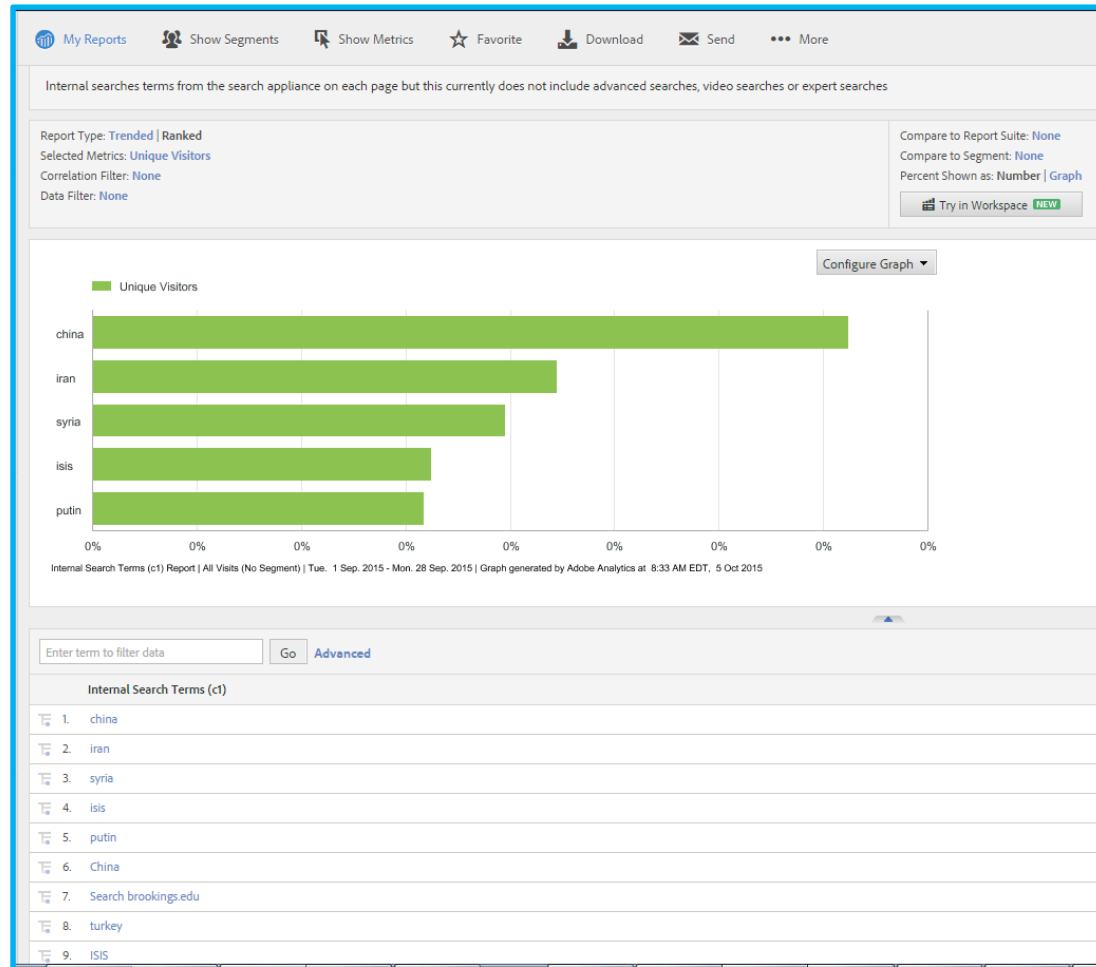 My Reports Show Segments Show Metrics Favorite Download Send More
Internal searches terms from the search appliance on each page but this currently does not include advanced searches, video searches or expert searches
Report Type: Trended | Ranked
Selected Metrics: Unique Visitors
Correlation Filter: None
Data Filter: None
Compare to Report Suite: None
Compare to Segment: None
Percent Shown as: Number | Graph
Try in Workspace NEW
Configure Graph
Unique Visitors
china
iran
syria
isis
putin
0% 0% 0% 0% 0% 0% 0% 0% 0%
Internal Search Terms (c1) Report | All Visits (No Segment) | Tue. 1 Sep. 2015 - Mon. 28 Sep. 2015 | Graph generated by Adobe Analytics at 8:33 AM EDT, 5 Oct 2015
Enter term to filter data Go Advanced
Internal Search Terms (c1)
1. china
2. iran
3. syria
4. isis
5. putin
6. China
7. Search brookings.edu
8. turkey
9. ISIS